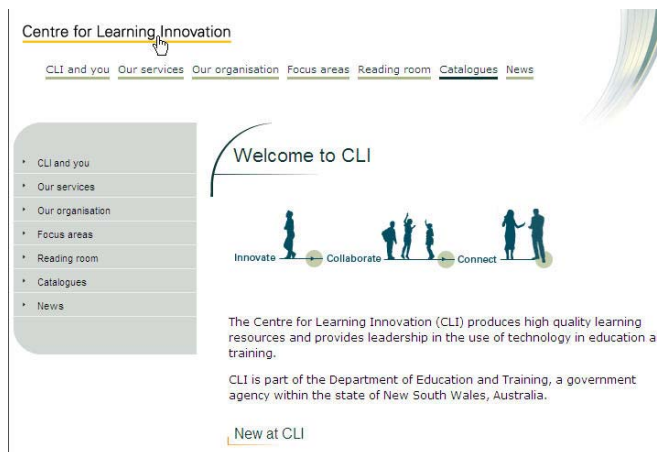 Centre for Learning Innovation
CLI and you Our services Our organisation Focus areas Reading room Catalogues News
CLI and you
Our services
Our organisation
Focus areas
Reading room
Catalogues
News
Welcome to CLI
Innovate Collaborate Connect
The Centre for Learning Innovation (CLI) produces high quality learning
resources and provides leadership in the use of technology in education a
training.
CLI is part of the Department of Education and Training, a government
agency within the state of New South Wales, Australia.
New at CLI